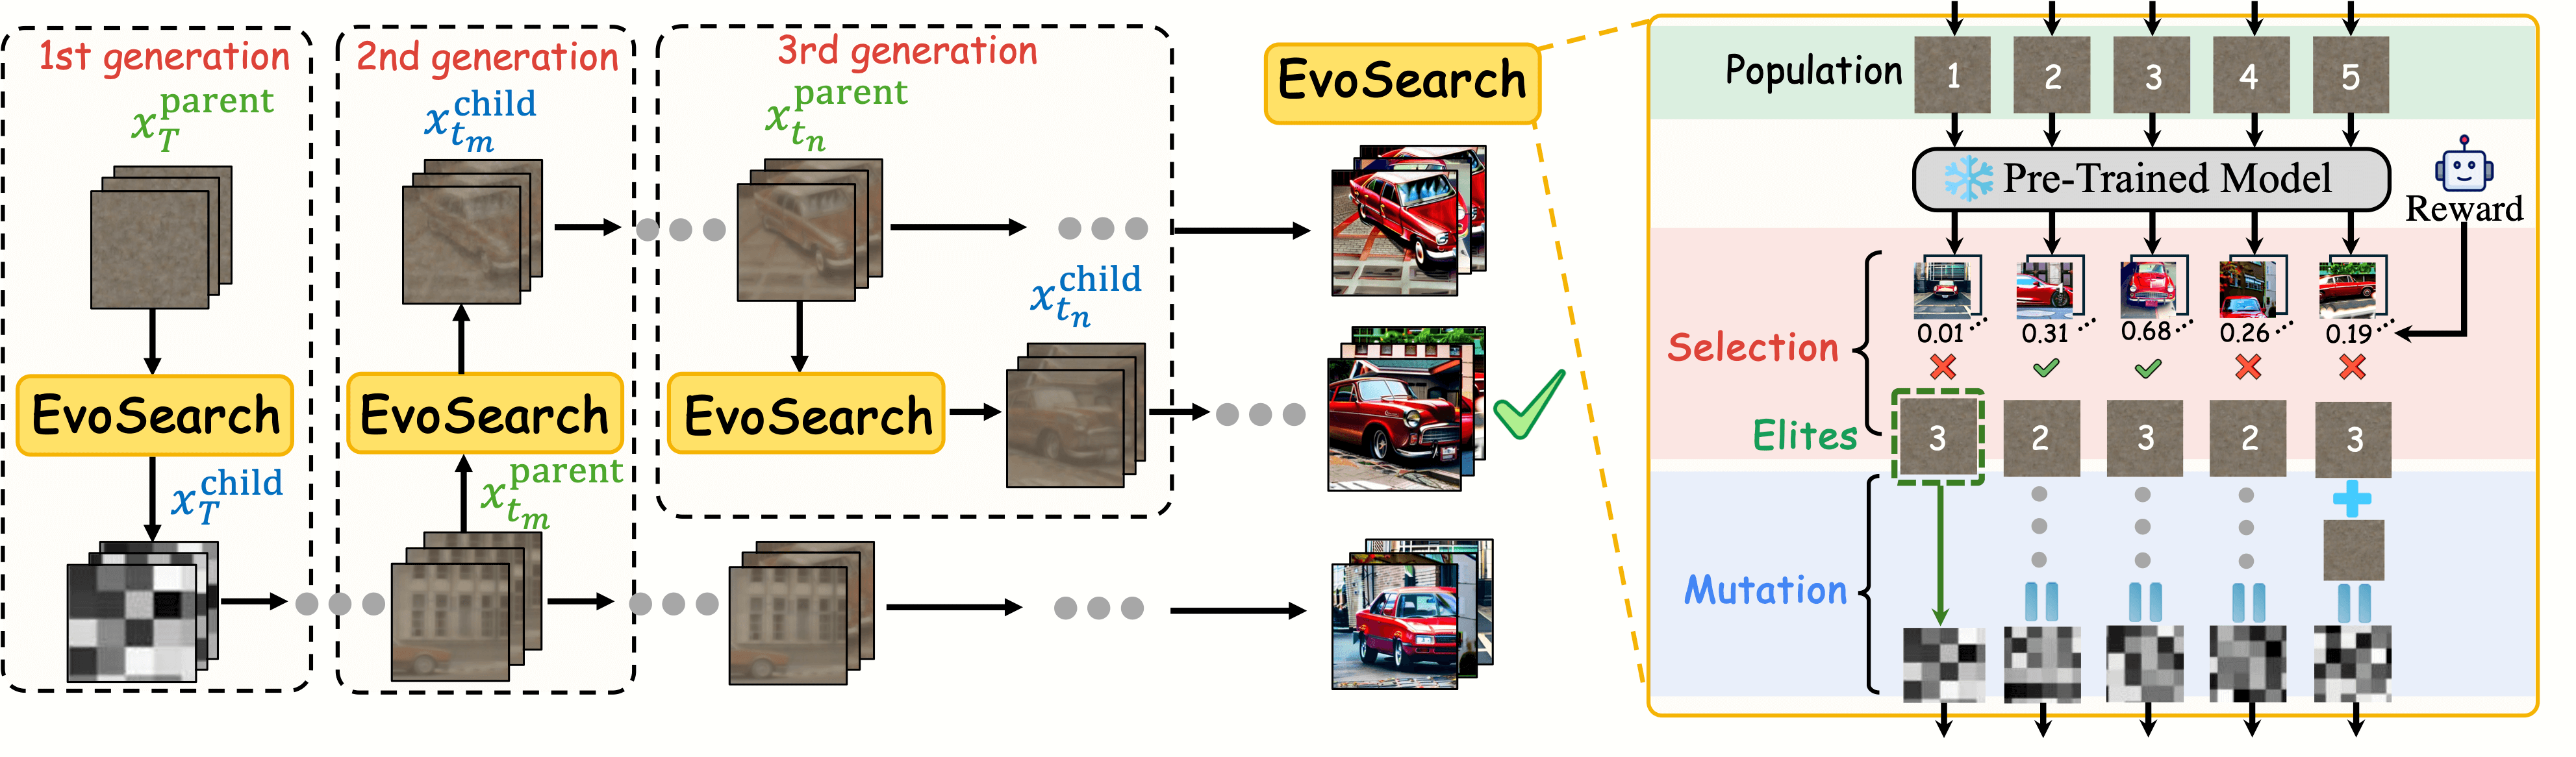 1st generation
x_T^parent
EvoSearch
x_T^child
2nd generation
x_{t_m}^child
EvoSearch
x_{t_m}^parent
3rd generation
x_{t_n}^parent
EvoSearch
x_{t_n}^child
EvoSearch
Population
1 2 3 4 5
Pre-Trained Model
Reward
Selection
0.01 0.31 0.68 0.26 0.19
Elites
3 2 3 2 3
Mutation